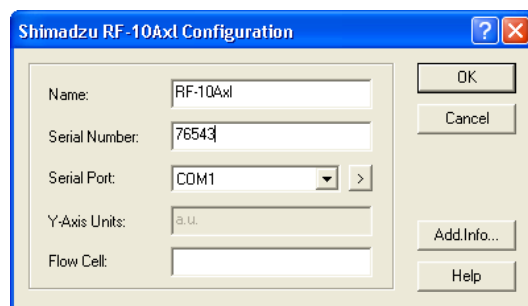 Shimadzu RF-10Axl Configuration
Name: RF-10Axl
Serial Number: 76543
Serial Port: COM1 >
Y-Axis Units: a.u.
Flow Cell:
OK
Cancel
Add.Info...
Help